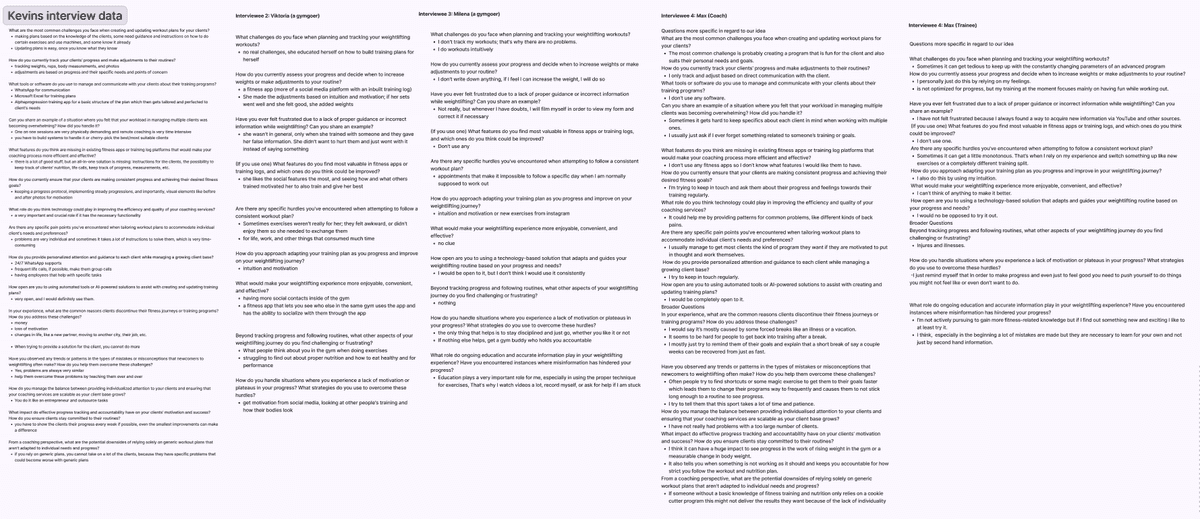 Kevins interview data
What are the most common challenges you face when creating and updating workout plans for your clients?
• making plans based on the knowledge of the clients, some need guidance and instructions on how to do certain exercises and use machines, and some know it already
• Updating plans is easy, once you know what they know
How do you currently track your clients' progress and make adjustments to their routines?
• tracking weights, rope, body measurements, and photos
• adjustments are based on progress and their specific needs and points of concern
What tools or software do you use to manage and communicate with your clients about their training programs?
• WhatsApp for communication
• Microsoft Excel for training plans
• Alphaprogression training app for a basic structure of the plan which then gets tailored and perfected to client's needs
Can you share an example of a situation where you felt that your workload in managing multiple clients was becoming overwhelming? How did you handle it?
• One on one sessions are very physically demanding and remote coaching is very time intensive
• you have to build systems to handle it or cherry pick the best/most suitable clients
What features do you think are missing in existing fitness apps or training log platforms that would make your coaching process more efficient and effective?
• there is a lot of good stuff, but an all-in-one solution is missing: instructions for the clients, the possibility to keep track of clients' nutrition, life calls, keep track of progress, measurements, etc.
How do you currently ensure that your clients are making consistent progress and achieving their desired fitness goals?
• keeping a progress protocol, implementing steady progressions, and importantly, visual elements like before and after photos for motivation
What role do you think technology could play in improving the efficiency and quality of your coaching services?
• a very important and crucial role if it has the necessary functionality
Are there any specific pain points you've encountered when tailoring workout plans to accommodate individual client's needs and preferences?
• problems are very individual and sometimes it takes a lot of instructions to solve them, which is very time-consuming
How do you provide personalized attention and guidance to each client while managing a growing client base?
• 24/7 WhatsApp supports
• frequent life calls, if possible, make them group calls
• having employees that help with specific tasks
How open are you to using automated tools or AI-powered solutions to assist with creating and updating training plans?
• very open, and I would definitely use them.
In your experience, what are the common reasons clients discontinue their fitness journeys or training programs? How do you address these challenges?
• money
• loss of motivation
• changes in life, like a new partner, moving to another city, their job, etc.
• When trying to provide a solution for the client, you cannot do more
Have you observed any trends or patterns in the types of mistakes or misconceptions that newcomers to weightlifting often make? How do you help them overcome these challenges?
• Yes, problems are always very similar
• help them overcome those problems by teaching them over and over
How do you manage the balance between providing individualized attention to your clients and ensuring that your coaching services are scalable as your client base grows?
• You do it like an entrepreneur and outsource tasks
What impact do effective progress tracking and accountability have on your clients' motivation and success? How do you ensure clients stay committed to their routines?
• you have to show the clients their progress every week if possible, even the smallest improvements can make a difference
From a coaching perspective, what are the potential downsides of relying solely on generic workout plans that aren't adapted to individual needs and progress?
• if you rely on generic plans, you cannot take on a lot of the clients, because they have specific problems that could become worse with generic plans
Interviewee 2: Viktoria (a gymgoer)
What challenges do you face when planning and tracking your weightlifting workouts?
• no real challenges, she educated herself on how to build training plans for herself
How do you currently assess your progress and decide when to increase weights or make adjustments to your routine?
• a fitness app (more of a social media platform with an inbuilt training log)
• She made the adjustments based on intuition and motivation; if her sets went well and she felt good, she added weights
Have you ever felt frustrated due to a lack of proper guidance or incorrect information while weightlifting? Can you share an example?
• she wasn't in general, only when she trained with someone and they gave her false information. She didn't want to hurt them and just went with it instead of saying something
(If you use one) What features do you find most valuable in fitness apps or training logs, and which ones do you think could be improved?
• she likes the social features the most, and seeing how and what others trained motivated her to also train and give her best
Are there any specific hurdles you've encountered when attempting to follow a consistent workout plan?
• Sometimes exercises weren't really for her; they felt awkward, or didn't enjoy them so she needed to exchange them
• for life, work, and other things that consumed much time
How do you approach adapting your training plan as you progress and improve on your weightlifting journey?
• Intuition and motivation
What would make your weightlifting experience more enjoyable, convenient, and effective?
• having more social contacts inside of the gym
• a fitness app that lets you see who else in the same gym uses the app and has the ability to socialize with them through the app
Beyond tracking progress and following routines, what other aspects of your weightlifting journey do you find challenging or frustrating?
• What people think about you in the gym when doing exercises
• struggling to find out about proper nutrition and how to eat healthy and for performance
How do you handle situations where you experience a lack of motivation or plateaus in your progress? What strategies do you use to overcome these hurdles?
• get motivation from social media, looking at other people's training and how their bodies look
Interviewee 3: Milena (a gymgoer)
What challenges do you face when planning and tracking your weightlifting workouts?
• I don't track my workouts; that's why there are no problems.
• I do workouts intuitively
How do you currently assess your progress and decide when to increase weights or make adjustments to your routine?
• I don't write down anything, if I feel I can increase the weight, I will do so
Have you ever felt frustrated due to a lack of proper guidance or incorrect information while weightlifting? Can you share an example?
• Not really, but whenever I have doubts, I will film myself in order to view my form and correct it if necessary
(If you use one) What features do you find most valuable in fitness apps or training logs, and which ones do you think could be improved?
• Don't use any
Are there any specific hurdles you've encountered when attempting to follow a consistent workout plan?
• appointments that make it impossible to follow a specific day when I am normally supposed to work out
How do you approach adapting your training plan as you progress and improve on your weightlifting journey?
• intuition and motivation or new exercises from instagram
What would make your weightlifting experience more enjoyable, convenient, and effective?
• no clue
How open are you to using a technology-based solution that adapts and guides your weightlifting routine based on your progress and needs?
• I would be open to it, but I don't think I would use it consistently
Beyond tracking progress and following routines, what other aspects of your weightlifting journey do you find challenging or frustrating?
• nothing
How do you handle situations where you experience a lack of motivation or plateaus in your progress? What strategies do you use to overcome these hurdles?
• the only thing that helps is to stay disciplined and just go, whether you like it or not
• If nothing else helps, get a gym buddy who holds you accountable
What role do ongoing education and accurate information play in your weightlifting experience? Have you encountered instances where misinformation has hindered your progress?
• Education plays a very important role for me, especially in using the proper technique for exercises, That's why I watch videos a lot, record myself, or ask for help if I am stuck
Interviewee 4: Max (Coach)
Questions more specific in regard to our idea
What are the most common challenges you face when creating and updating workout plans for your clients?
• The most common challenge is probably creating a program that is fun for the client and also suits their personal needs and goals.
How do you currently track your clients' progress and make adjustments to their routines?
• I only track and adjust based on direct communication with the client.
What tools or software do you use to manage and communicate with your clients about their training programs?
• I don't use any software.
Can you share an example of a situation where you felt that your workload in managing multiple clients was becoming overwhelming? How did you handle it?
• Sometimes it gets hard to keep specifics about each client in mind when working with multiple ones.
• I usually just ask if I ever forget something related to someone's training or goals.
What features do you think are missing in existing fitness apps or training log platforms that would make your coaching process more efficient and effective?
• I don't use any fitness apps so I don't know what features I would like them to have.
How do you currently ensure that your clients are making consistent progress and achieving their desired fitness goals?
• I'm trying to keep in touch and ask them about their progress and feelings towards their training regularly.
What role do you think technology could play in improving the efficiency and quality of your coaching services?
• It could help me by providing patterns for common problems, like different kinds of back pains.
Are there any specific pain points you've encountered when tailoring workout plans to accommodate individual client's needs and preferences?
• I usually manage to get most clients the kind of program they want if they are motivated to put in thought and work themselves.
How do you provide personalized attention and guidance to each client while managing a growing client base?
• I try to keep in touch regularly.
How open are you to using automated tools or AI-powered solutions to assist with creating and updating training plans?
• I would be completely open to it.
Broader Questions
In your experience, what are the common reasons clients discontinue their fitness journeys or training programs? How do you address these challenges?
• I would say it's mostly caused by some forced breaks like an illness or a vacation.
• It seems to be hard for people to get back into training after a break.
• I mostly just try to remind them of their goals and explain that a short break of say a couple weeks can be recovered from just as fast.
Have you observed any trends or patterns in the types of mistakes or misconceptions that newcomers to weightlifting often make? How do you help them overcome these challenges?
• Often people try to find shortcuts or some magic exercise to get them to their goals faster which leads them to change their programs way to frequently and causes them to not stick long enough to a routine to see progress.
• I try to tell them that this sport takes a lot of time and patience.
How do you manage the balance between providing individualised attention to your clients and ensuring that your coaching services are scalable as your client base grows?
• I have not really had problems with a too large number of clients.
What impact do effective progress tracking and accountability have on your clients' motivation and success? How do you ensure clients stay committed to their routines?
• I think it can have a huge impact to see progress in the work of rising weight in the gym or a measurable change in body weight.
• It also tells you when something is not working as it should and keeps you accountable for how strict you follow the workout and nutrition plan.
From a coaching perspective, what are the potential downsides of relying solely on generic workout plans that aren't adapted to individual needs and progress?
• If someone without a basic knowledge of fitness training and nutrition only relies on a cookie cutter program this might not deliver the results they want because of the lack of individuality
Interviewee 4: Max (Trainee)
Questions more specific in regard to our idea
What challenges do you face when planning and tracking your weightlifting workouts?
• Sometimes it can get tedious to keep up with the constantly changing parameters of an advanced program
How do you currently assess your progress and decide when to increase weights or make adjustments to your routine?
• I personally just do this by relying on my feelings.
• is not optimized for progress, but my training at the moment focuses mainly on having fun while working out.
Have you ever felt frustrated due to a lack of proper guidance or incorrect information while weightlifting? Can you share an example?
• I have not felt frustrated because I always found a way to acquire new information via YouTube and other sources.
(If you use one) What features do you find most valuable in fitness apps or training logs, and which ones do you think could be improved?
• I don't use one.
Are there any specific hurdles you've encountered when attempting to follow a consistent workout plan?
• Sometimes it can get a little monotonous. That's when I rely on my experience and switch something up like new exercises or a completely different training split.
How do you approach adapting your training plan as you progress and improve on your weightlifting journey?
• I also do this by using my intuition.
What would make your weightlifting experience more enjoyable, convenient, and effective?
• I can't think of anything to make it better.
How open are you to using a technology-based solution that adapts and guides your weightlifting routine based on your progress and needs?
• I would no be opposed to try it out.
Broader Questions
Beyond tracking progress and following routines, what other aspects of your weightlifting journey do you find challenging or frustrating?
• Injuries and illnesses.
How do you handle situations where you experience a lack of motivation or plateaus in your progress? What strategies do you use to overcome these hurdles?
-I just remind myself that in order to make progress and even just to feel good you need to push yourself to do things you might not feel like or even don't want to do.
What role do ongoing education and accurate information play in your weightlifting experience? Have you encountered instances where misinformation has hindered your progress?
• I'm not actively pursuing to gain more fitness-related knowledge but if I find out something new and exciting I like to at least try it.
• I think, especially in the beginning a lot of mistakes are made but they are necessary to learn for your own and not just by second hand information.